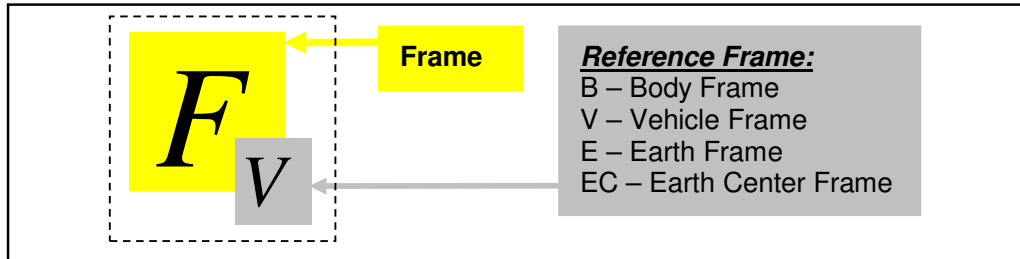 F
V
Frame
Reference Frame:
B – Body Frame
V – Vehicle Frame
E – Earth Frame
EC – Earth Center Frame